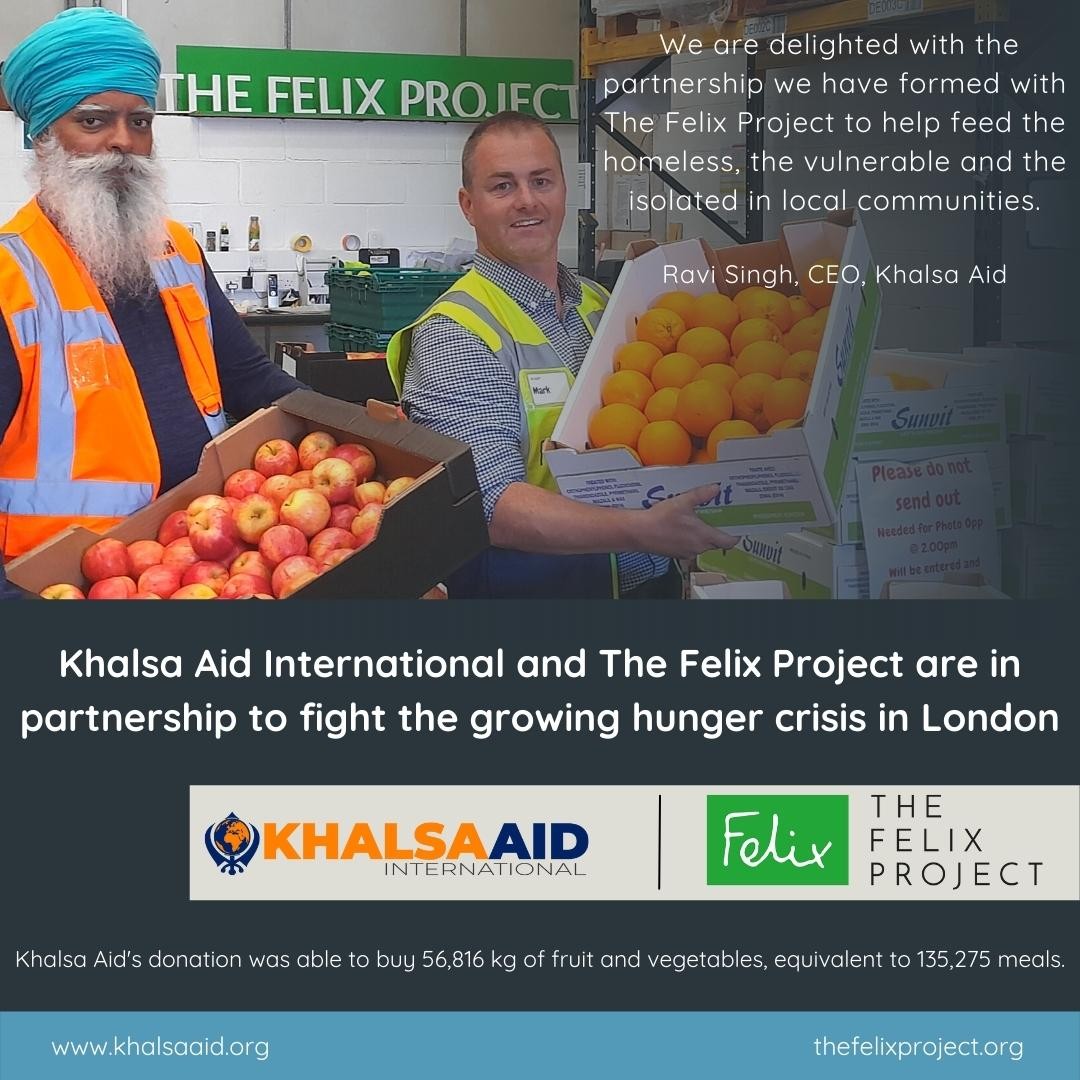 THE FELIX PROJECT
DE002C
DE003C
We are delighted with the
partnership we have formed with
The Felix Project to help feed the
homeless, the vulnerable and the
isolated in local communities.
Ravi Singh, CEO, Khalsa Aid
Mark
Sunvit
Sunvit
Sunvit
Sunvit
Please do not
send out
Needed for Photo Opp
@ 2.00pm
Will be entered and
Khalsa Aid International and The Felix Project are in
partnership to fight the growing hunger crisis in London
KHALSAAID
INTERNATIONAL
Felix
THE
FELIX
PROJECT
Khalsa Aid's donation was able to buy 56,816 kg of fruit and vegetables, equivalent to 135,275 meals.
www.khalsaaid.org
thefelixproject.org